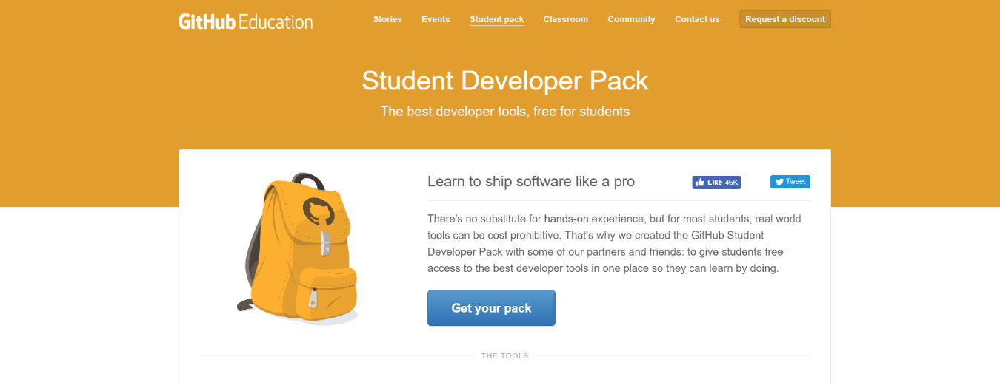 GitHub Education
Stories Events Student pack Classroom Community Contact us Request a discount
Student Developer Pack
The best developer tools, free for students
Learn to ship software like a pro
Like 46K
Tweet
There's no substitute for hands-on experience, but for most students, real world
tools can be cost prohibitive. That's why we created the GitHub Student
Developer Pack with some of our partners and friends: to give students free
access to the best developer tools in one place so they can learn by doing.
Get your pack
THE TOOLS